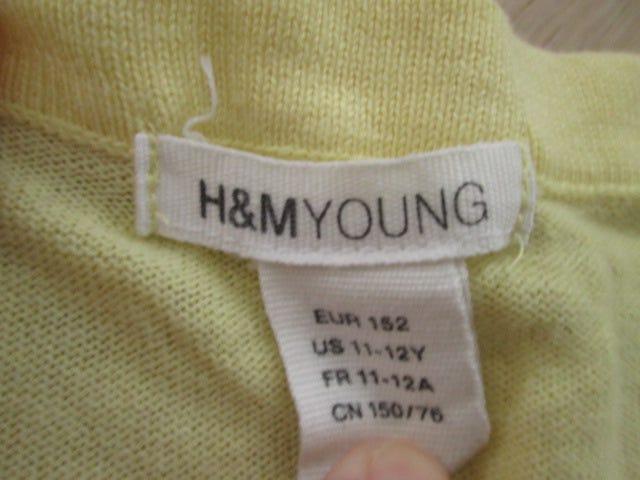 H&MYOUNG
EUR 152
US 11-12Y
FR 11-12A
CN 150/76